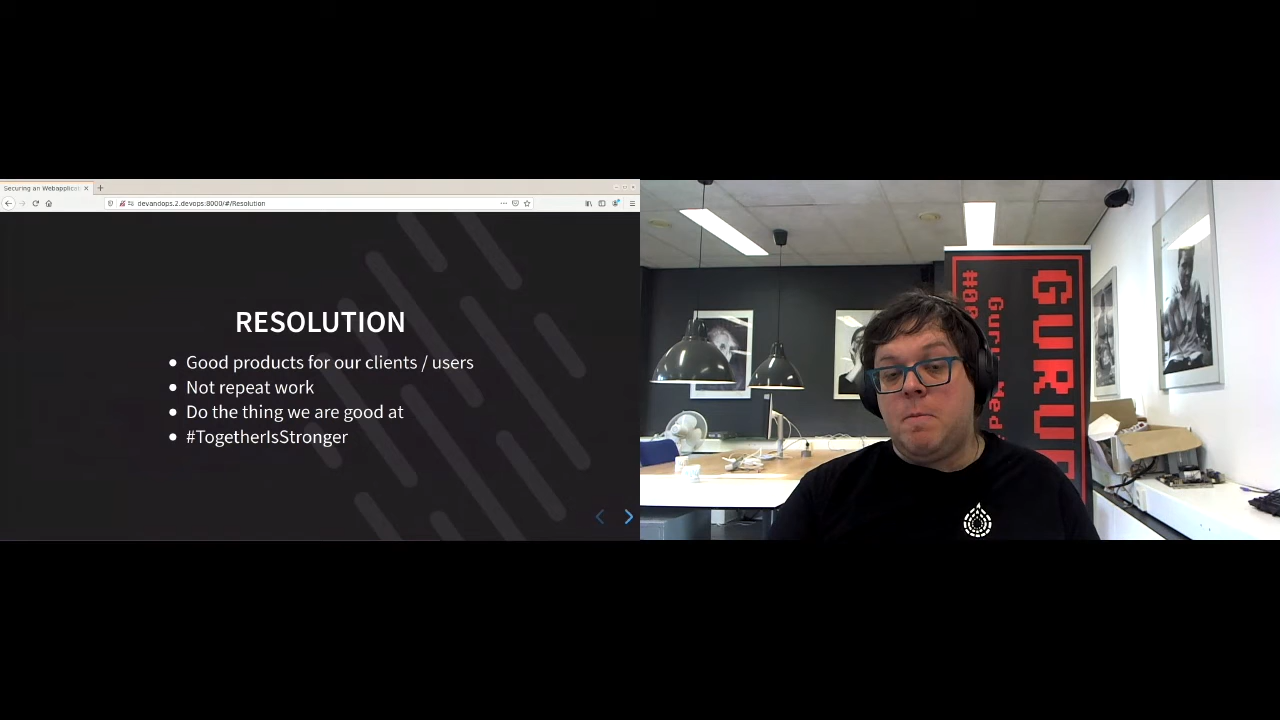 Securing an Webapplicat
devandops.2.devops:8000/#/Resolution
RESOLUTION
Good products for our clients / users
Not repeat work
Do the thing we are good at
#TogetherIsStronger
GURU